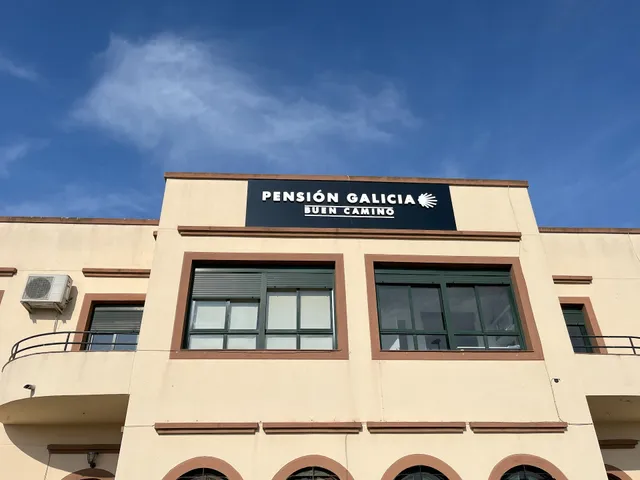 PENSIÓN GALICIA
BUEN CAMINO